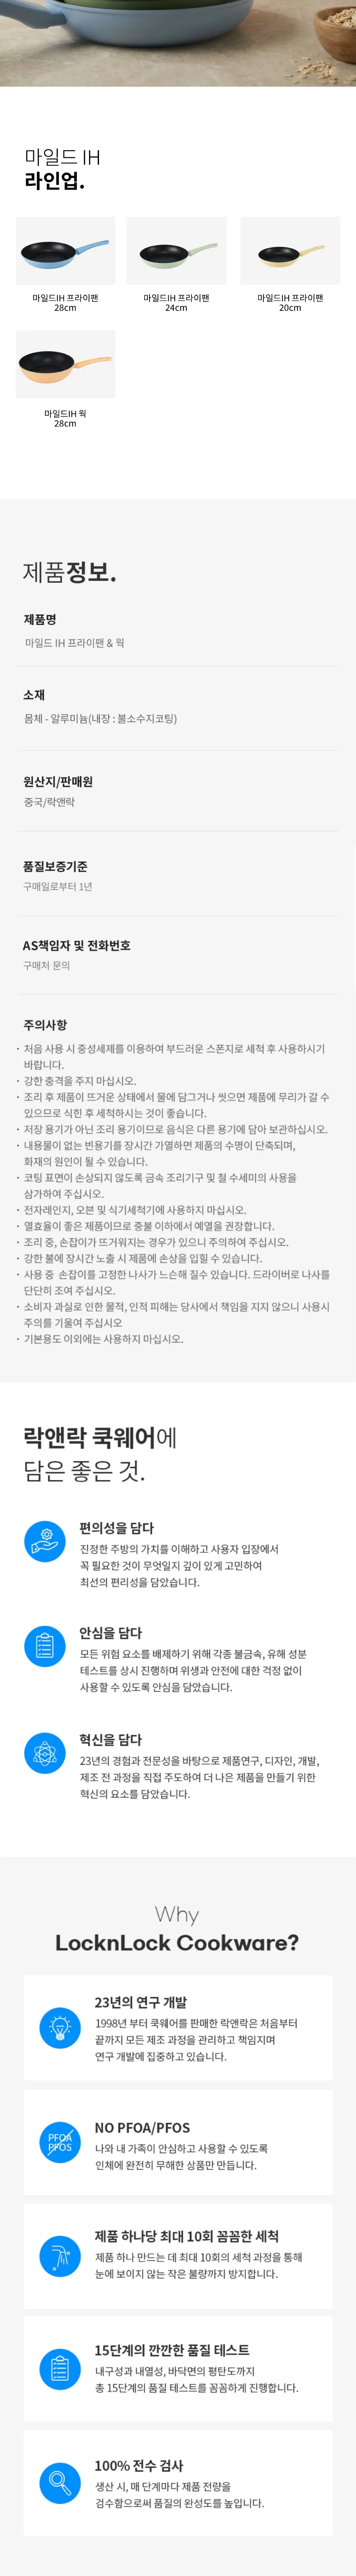 마일드 IH
라인업.
마일드IH 프라이팬
28cm
마일드IH 프라이팬
24cm
마일드IH 프라이팬
20cm
마일드IH 웍
28cm
제품정보.
제품명
마일드 IH 프라이팬 & 웍
소재
몸체 - 알루미늄(내장 : 불소수지코팅)
원산지/판매원
중국/락앤락
품질보증기준
구매일로부터 1년
AS책임자 및 전화번호
구매처 문의
주의사항
· 처음 사용 시 중성세제를 이용하여 부드러운 스폰지로 세척 후 사용하시기
바랍니다.
· 강한 충격을 주지 마십시오.
· 조리 후 제품이 뜨거운 상태에서 물에 담그거나 씻으면 제품에 무리가 갈 수
있으므로 식힌 후 세척하시는 것이 좋습니다.
· 저장 용기가 아닌 조리 용기이므로 음식은 다른 용기에 담아 보관하십시오.
· 내용물이 없는 빈용기를 장시간 가열하면 제품의 수명이 단축되며,
화재의 원인이 될 수 있습니다.
· 코팅 표면이 손상되지 않도록 금속 조리기구 및 철 수세미의 사용을
삼가하여 주십시오.
· 전자레인지, 오븐 및 식기세척기에 사용하지 마십시오.
· 열효율이 좋은 제품이므로 중불 이하에서 예열을 권장합니다.
· 조리 중, 손잡이가 뜨거워지는 경우가 있으니 주의하여 주십시오.
· 강한 불에 장시간 노출 시 제품에 손상을 입힐 수 있습니다.
· 사용 중 손잡이를 고정한 나사가 느슨해 질수 있습니다. 드라이버로 나사를
단단히 조여 주십시오.
· 소비자 과실로 인한 물적, 인적 피해는 당사에서 책임을 지지 않으니 사용시
주의를 기울여 주십시오
· 기본용도 이외에는 사용하지 마십시오.
락앤락 쿡웨어에
담은 좋은 것.
편의성을 담다
진정한 주방의 가치를 이해하고 사용자 입장에서
꼭 필요한 것이 무엇일지 깊이 있게 고민하여
최선의 편리성을 담았습니다.
안심을 담다
모든 위험 요소를 배제하기 위해 각종 불금속, 유해 성분
테스트를 상시 진행하며 위생과 안전에 대한 걱정 없이
사용할 수 있도록 안심을 담았습니다.
혁신을 담다
23년의 경험과 전문성을 바탕으로 제품연구, 디자인, 개발,
제조 전 과정을 직접 주도하여 더 나은 제품을 만들기 위한
혁신의 요소를 담았습니다.
Why
LocknLock Cookware?
23년의 연구 개발
1998년 부터 쿡웨어를 판매한 락앤락은 처음부터
끝까지 모든 제조 과정을 관리하고 책임지며
연구 개발에 집중하고 있습니다.
PFOA
PFOS
NO PFOA/PFOS
나와 내 가족이 안심하고 사용할 수 있도록
인체에 완전히 무해한 상품만 만듭니다.
제품 하나당 최대 10회 꼼꼼한 세척
제품 하나 만드는 데 최대 10회의 세척 과정을 통해
눈에 보이지 않는 작은 불량까지 방지합니다.
15단계의 깐깐한 품질 테스트
내구성과 내열성, 바닥면의 평탄도까지
총 15단계의 품질 테스트를 꼼꼼하게 진행합니다.
100% 전수 검사
생산 시, 매 단계마다 제품 전량을
검수함으로써 품질의 완성도를 높입니다.